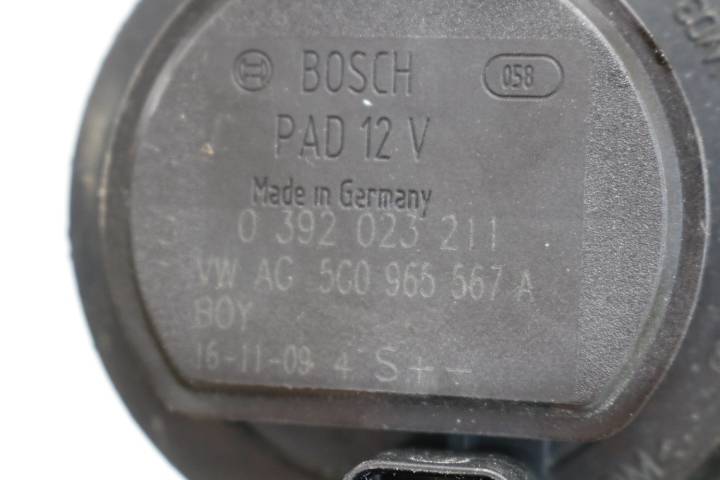 BOSCH 058
PAD 12 V
Made in Germany
0 392 023 211
VW AG 5G0 965 567 A
BOY
16-11-09 4 S + -